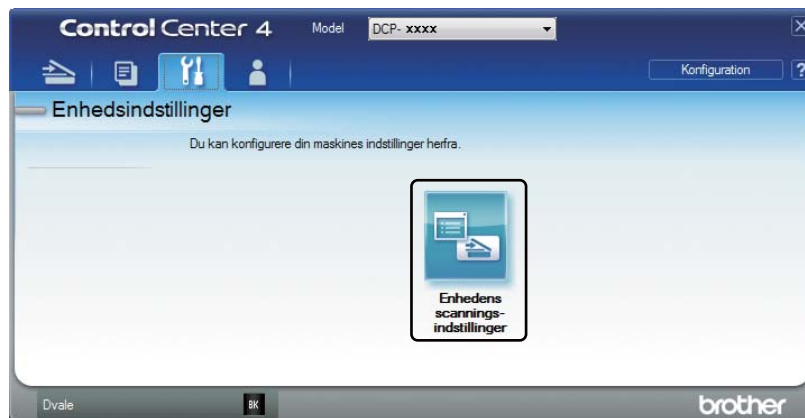 Control Center 4
Model
DCP- xxxx
Konfiguration
?
Enhedsindstillinger
Du kan konfigurere din maskines indstillinger herfra.
Enhedens
scannings-
indstillinger
Dvale
BK
brother